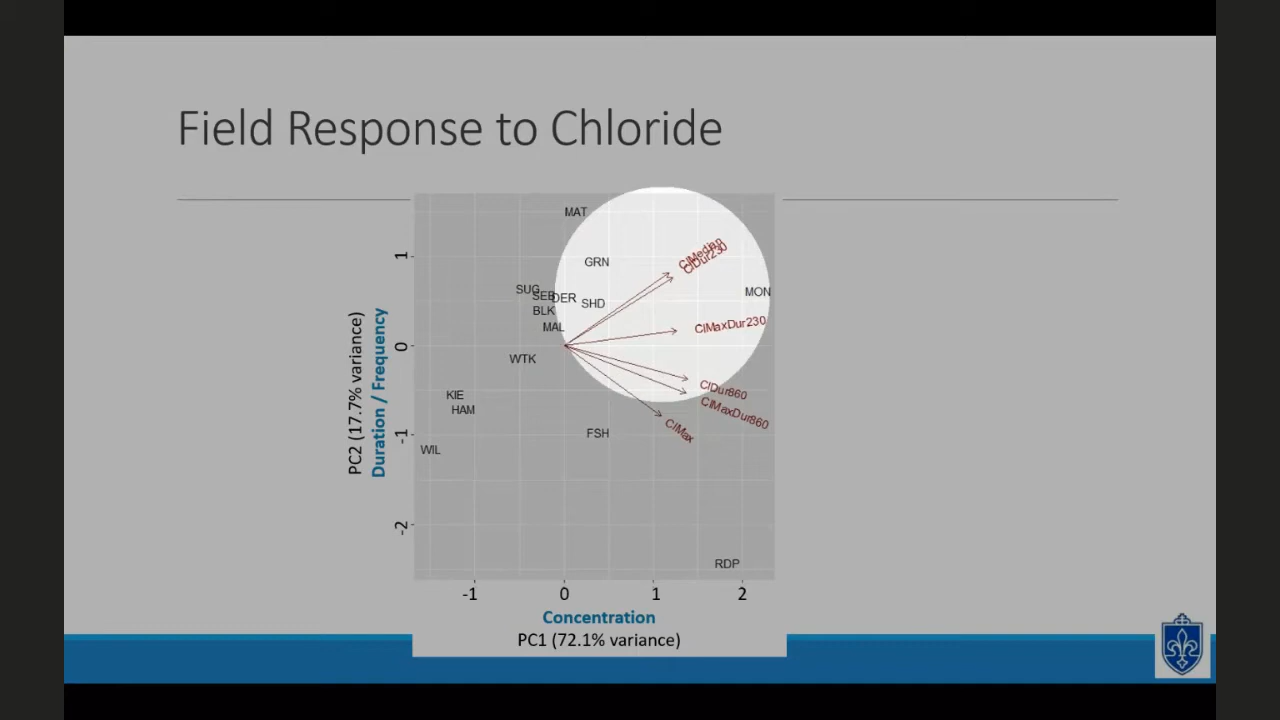 Field Response to Chloride
MAT
ClMedian
ClDur230
GRN
1
SUG
SEB
DER
SHD
MON
BLK
MAL
ClMaxDur230
0
WTK
PC2 (17.7% variance)
Duration / Frequency
KIE
HAM
ClDur860
ClMaxDur860
ClMax
-1
FSH
WIL
-2
RDP
-1 0 1 2
Concentration
PC1 (72.1% variance)